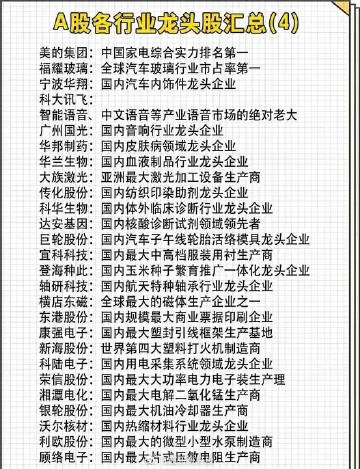 A股各行业龙头股汇总(4)
美的集团：中国家电综合实力排名第一
福耀玻璃：全球汽车玻璃行业市占率第一
宁波华翔：国内汽车内饰件龙头企业
科大讯飞：
智能语音、中文语音等产业语音市场的绝对老大
广州国光：国内音响行业龙头企业
华邦制药：国内皮肤病领域龙头企业
华兰生物：国内血液制品行业龙头企业
大族激光：亚洲最大激光加工设备生产商
传化股份：国内纺织印染助剂龙头企业
科华生物：国内体外临床诊断行业龙头企业
达安基因：国内核酸诊断试剂领域领先者
巨轮股份：国内汽车子午线轮胎活络模具龙头企业
宜科科技：国内最大中高档服装用衬生产商
登海种业：国内玉米种子繁育推广一体化龙头企业
轴研科技：国内航天特种轴承行业龙头企业
横店东磁：全球最大的磁体生产企业之一
东港股份：国内规模最大商业票据印刷企业
康强电子：国内最大塑封引线框架生产基地
新海股份：世界第四大塑料打火机制造商
科陆电子：国内用电采集系统领域龙头企业
荣信股份：国内最大大功率电力电子装生产理
湘潭电化：国内最大电解二氧化锰生产商
银轮股份：国内最大机油冷却器生产商
沃尔核材：国内热缩材料行业龙头企业
利欧股份：国内最大的微型小型水泵制造商
顾络电子：国内最大片式压敏电阻生产商